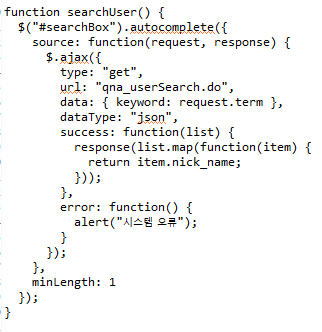 function searchUser() {
  $("#searchBox").autocomplete({
    source: function(request, response) {
      $.ajax({
        type: "get",
        url: "qna_userSearch.do",
        data: { keyword: request.term },
        dataType: "json",
        success: function(list) {
          response(list.map(function(item) {
            return item.nick_name;
          }));
        },
        error: function() {
          alert("시스템 오류");
        }
      });
    },
    minLength: 1
  });
}